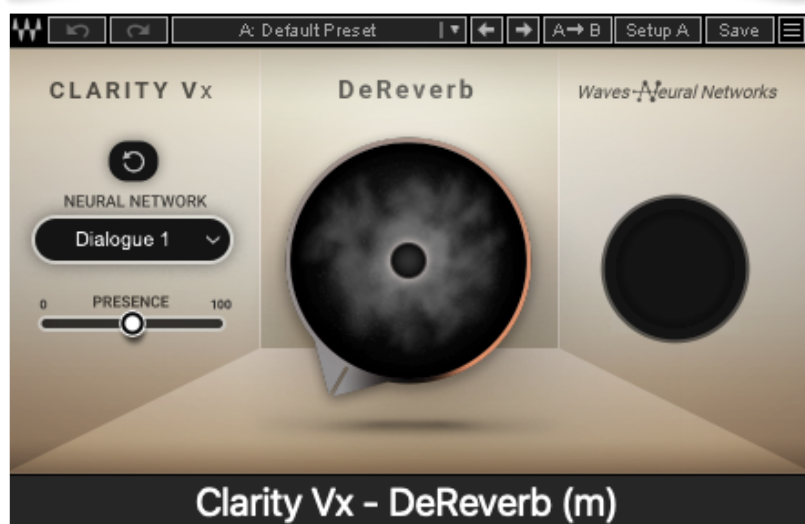 A: Default Preset
A→B
Setup A
Save
CLARITY Vx
DeReverb
Waves Neural Networks
NEURAL NETWORK
Dialogue 1
0 PRESENCE 100
Clarity Vx - DeReverb (m)